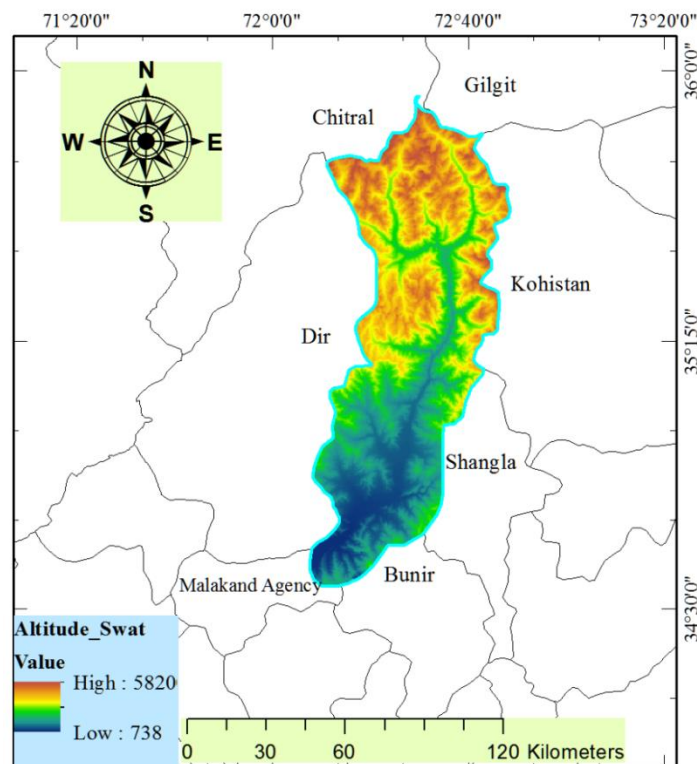 71°20'0" 72°0'0" 72°40'0" 73°20'0"
36°0'0"
N
W E
S
Gilgit
Chitral
Kohistan
Dir
35°15'0"
Shangla
Bunir
Malakand Agency
34°30'0"
Altitude_Swat
Value
High : 5820
Low : 738
0 30 60 120 Kilometers